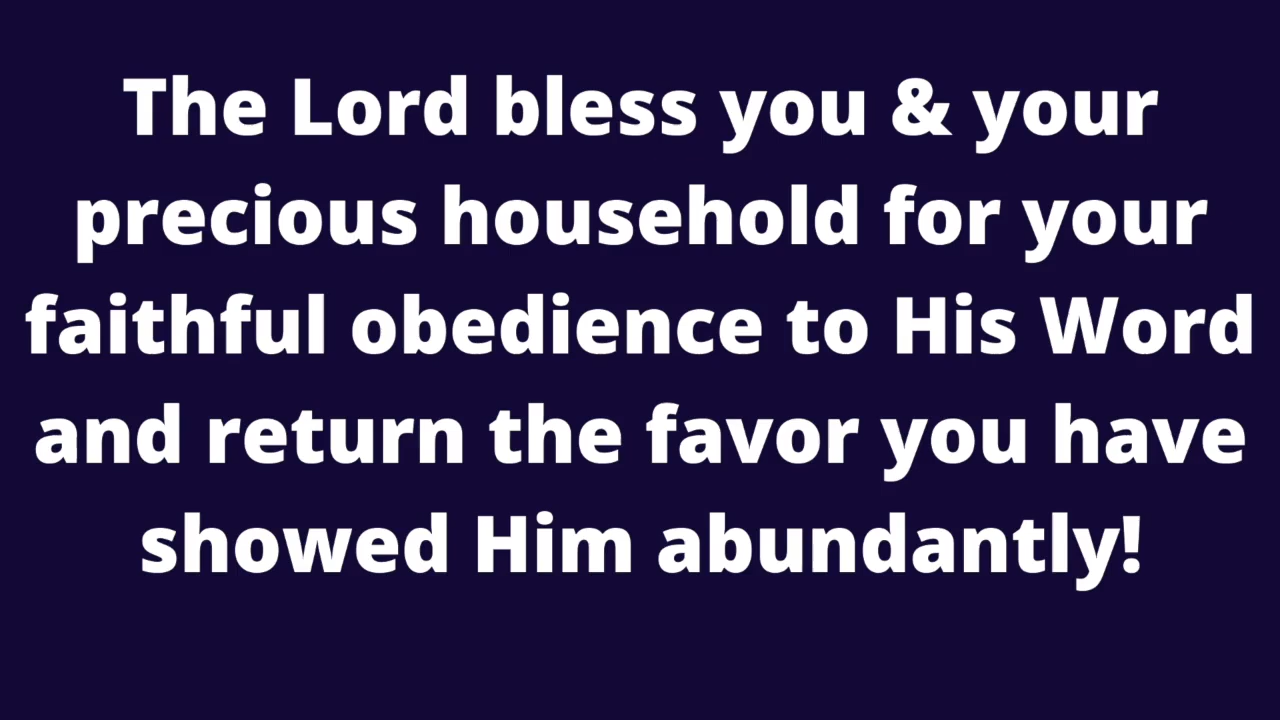 The Lord bless you & your
precious household for your
faithful obedience to His Word
and return the favor you have
showed Him abundantly!